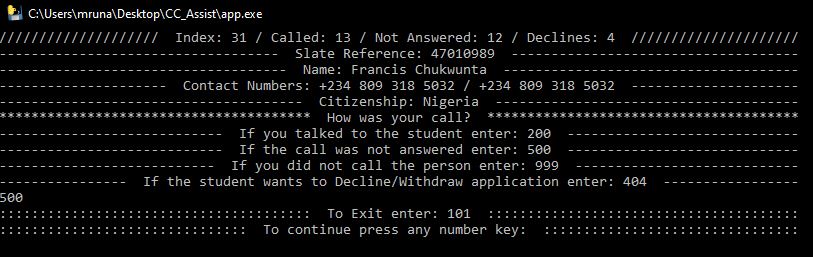 C:\Users\mruna\Desktop\CC_Assist\app.exe
//////////////////// Index: 31 / Called: 13 / Not Answered: 12 / Declines: 4 /////////////////////
----------------------------------- Slate Reference: 47010989 ------------------------------------
------------------------------------ Name: Francis Chukwunta ---------------------------------------
--------------------- Contact Numbers: +234 809 318 5032 / +234 809 318 5032 ---------------------
-------------------------------------- Citizenship: Nigeria --------------------------------------
*************************************** How was your call? ***************************************
---------------------------- If you talked to the student enter: 200 -----------------------------
---------------------------- If the call was not answered enter: 500 -----------------------------
--------------------------- If you did not call the person enter: 999 ----------------------------
---------------- If the student wants to Decline/Withdraw application enter: 404 -----------------
500
::::::::::::::::::::::::::::::::::::::: To Exit enter: 101 :::::::::::::::::::::::::::::::::::::::
::::::::::::::::::::::::::::::: To continue press any number key: ::::::::::::::::::::::::::::::::